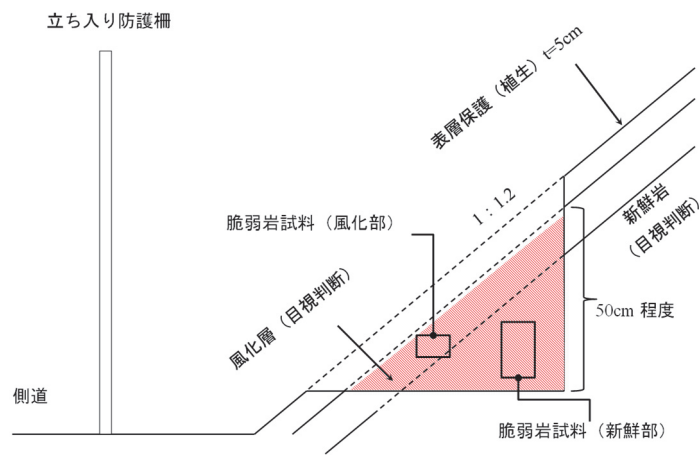 立ち入り防護柵
表層保護（植生）t=5cm
1：1.2
脆弱岩試料（風化部）
新鮮岩
（目視判断）
風化層（目視判断）
50cm 程度
側道
脆弱岩試料（新鮮部）